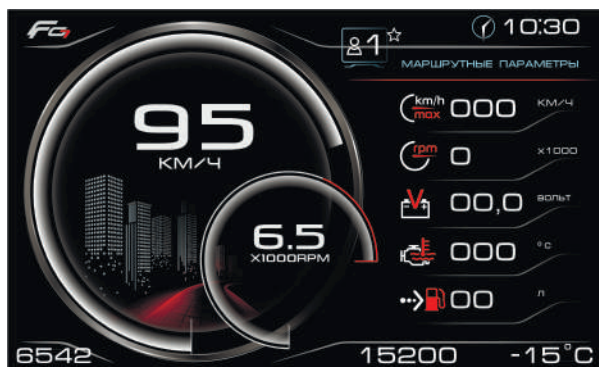 FG
1
10:30
МАРШРУТНЫЕ ПАРАМЕТРЫ
95
КМ/Ч
6.5
X1000RPM
km/h
max
000
КМ/Ч
rpm
0
X1000
V
00,0
ВОЛЬТ
000
°C
00
Л
6542
15200
-15°C